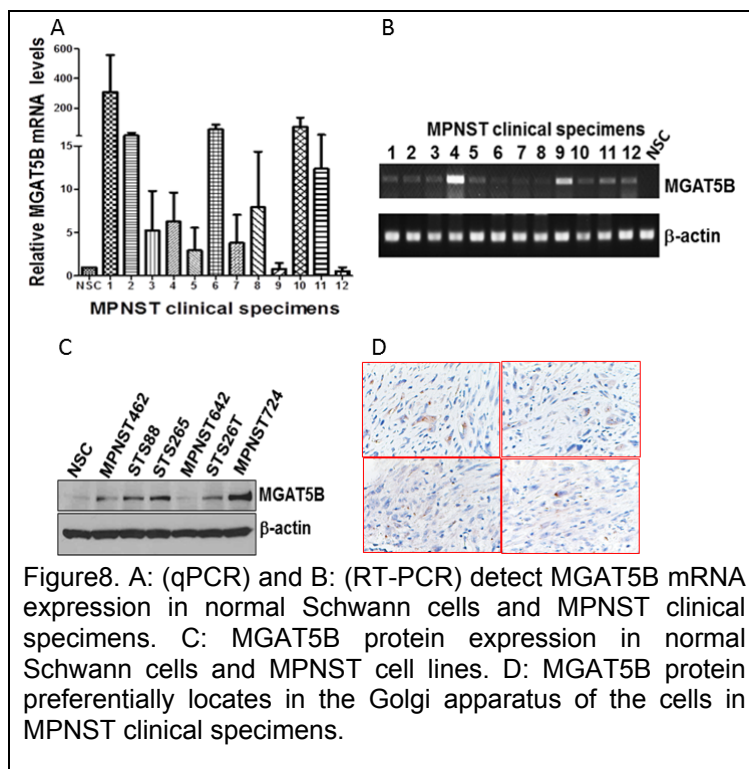 A
B
Relative MGAT5B mRNA levels
600
400
200
15
10
5
0
NSC 1 2 3 4 5 6 7 8 9 10 11 12
MPNST clinical specimens
MPNST clinical specimens
1 2 3 4 5 6 7 8 9 10 11 12 NSC
MGAT5B
β-actin
C
D
NSC MPNST462 STS88 STS265 MPNST642 STS26T MPNST724
MGAT5B
β-actin
Figure8. A: (qPCR) and B: (RT-PCR) detect MGAT5B mRNA
expression in normal Schwann cells and MPNST clinical
specimens. C: MGAT5B protein expression in normal
Schwann cells and MPNST cell lines. D: MGAT5B protein
preferentially locates in the Golgi apparatus of the cells in
MPNST clinical specimens.